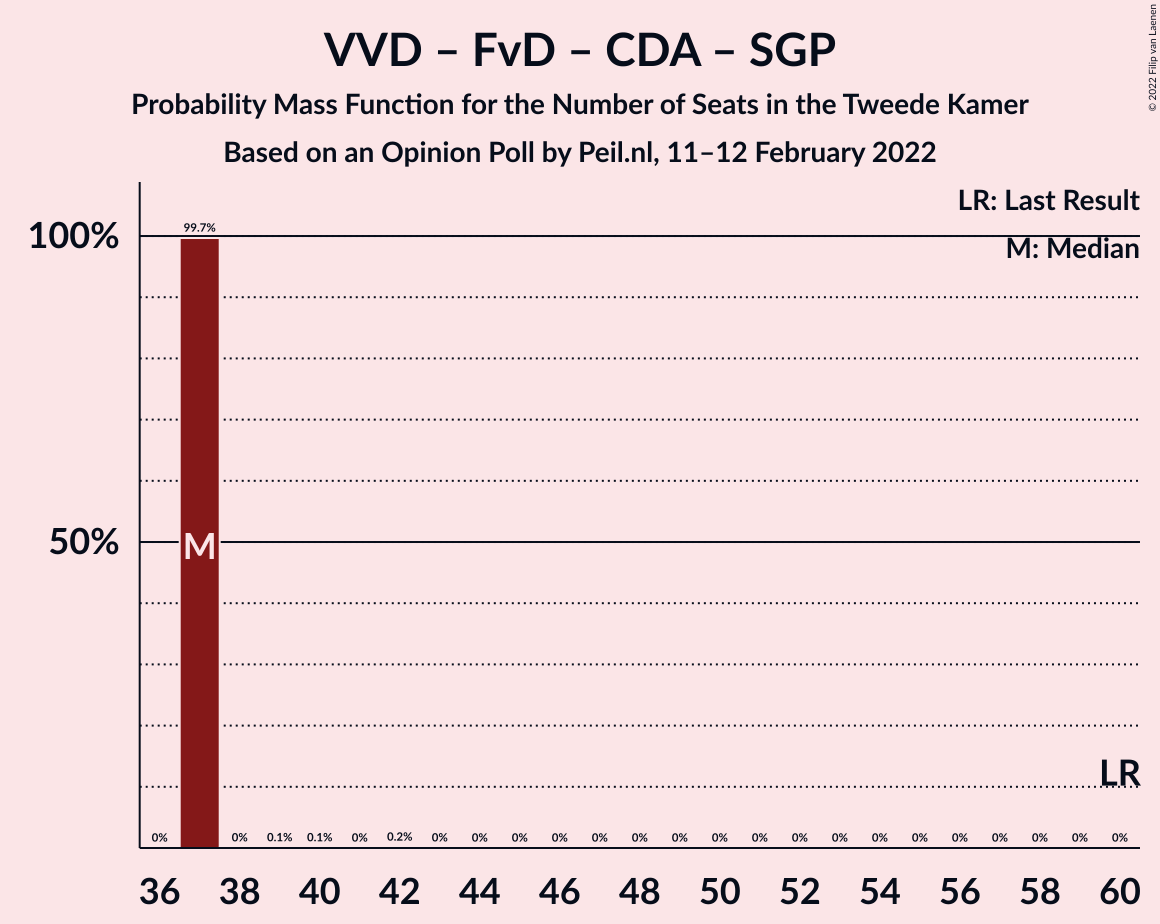 VVD – FvD – CDA – SGP
Probability Mass Function for the Number of Seats in the Tweede Kamer
Based on an Opinion Poll by Peil.nl, 11–12 February 2022
© 2022 Filip van Laenen
LR: Last Result
M: Median
100%
50%
99.7%
M
LR
0% 0% 0.1% 0.1% 0% 0.2% 0% 0% 0% 0% 0% 0% 0% 0% 0% 0% 0% 0% 0% 0% 0% 0% 0% 0%
36 38 40 42 44 46 48 50 52 54 56 58 60